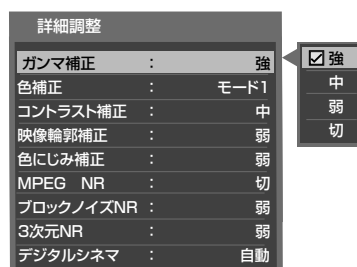 詳細調整
ガンマ補正 : 強
色補正 : モード1
コントラスト補正 : 中
映像輪郭補正 : 弱
色にじみ補正 : 弱
MPEG NR : 切
ブロックノイズNR : 弱
3次元NR : 弱
デジタルシネマ : 自動
強
中
弱
切